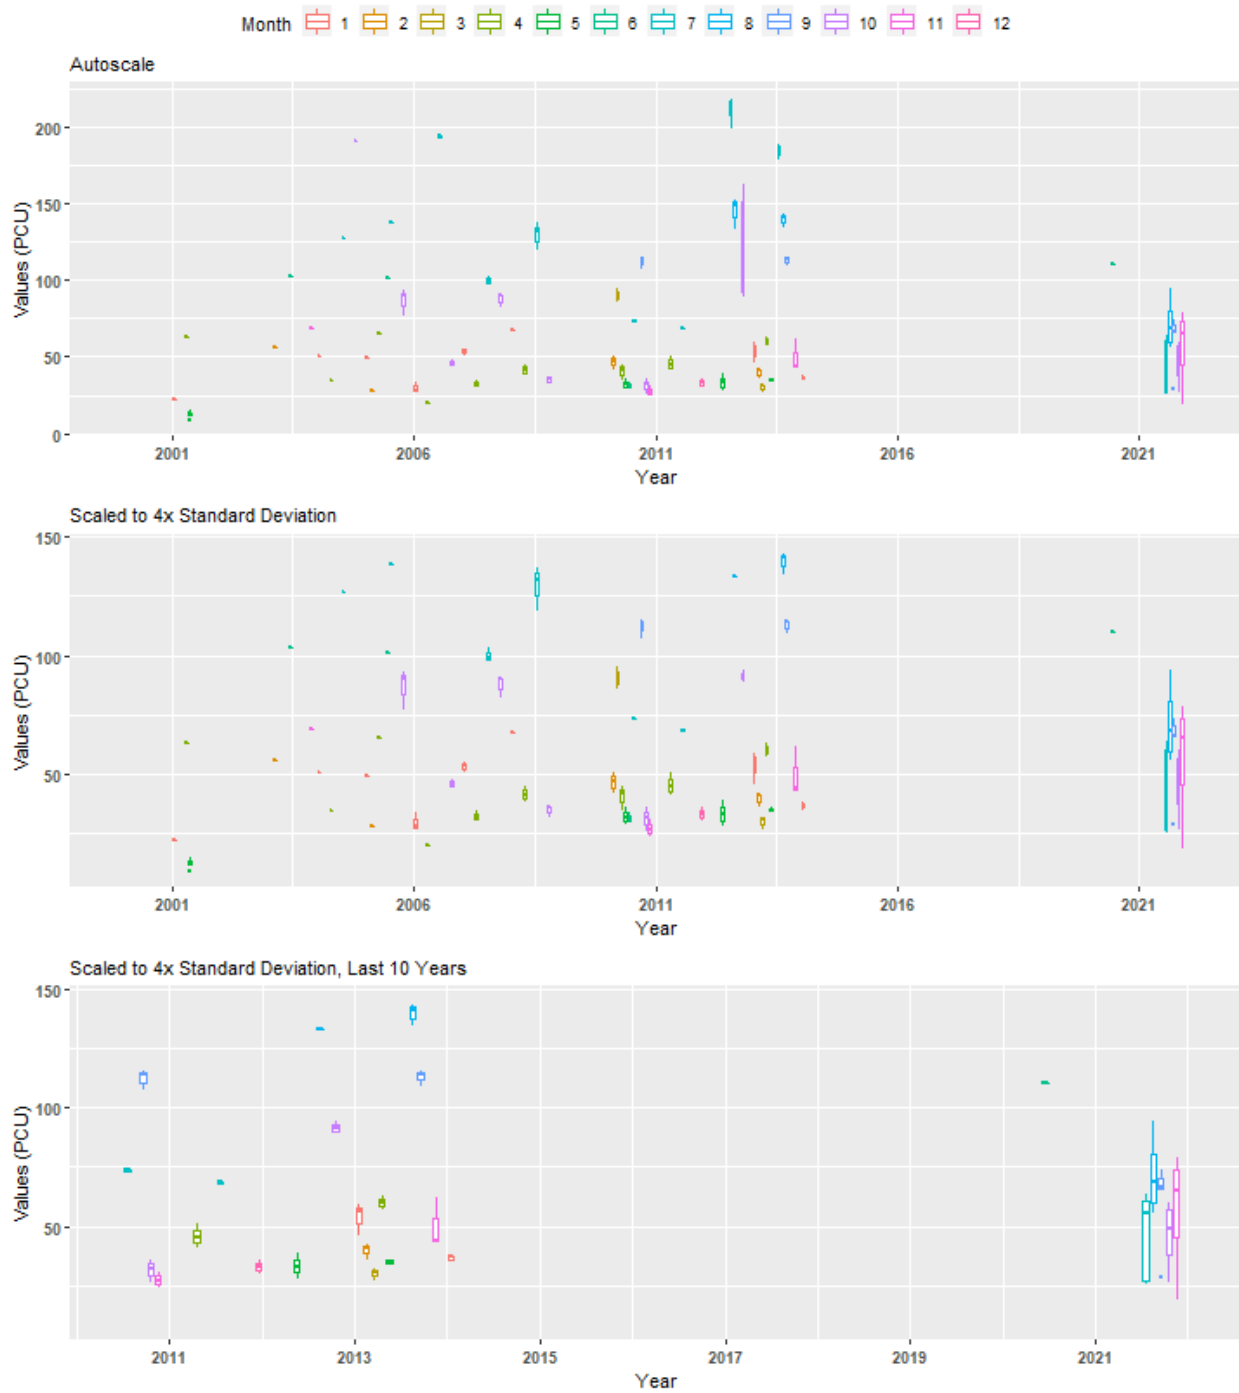 Month 1 2 3 4 5 6 7 8 9 10 11 12
Autoscale
200
150
100
50
0
Values (PCU)
2001 2006 2011 2016 2021
Year
Scaled to 4x Standard Deviation
150
100
50
Values (PCU)
2001 2006 2011 2016 2021
Year
Scaled to 4x Standard Deviation, Last 10 Years
150
100
50
Values (PCU)
2011 2013 2015 2017 2019 2021
Year